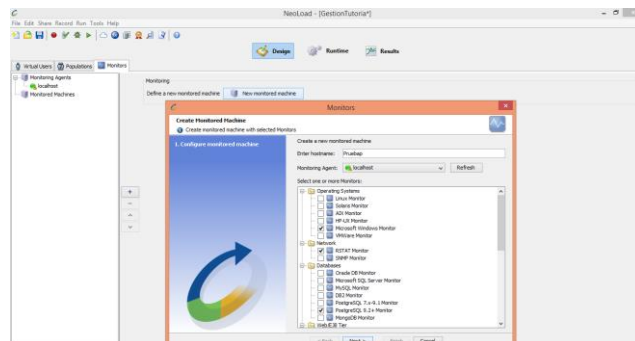 NeoLoad - [GestionTutoria*]
File Edit Share Record Run Tools Help
Design Runtime Results
Virtual Users Populations Monitors
Monitoring Agents
localhost
Monitored Machines
Monitoring
Define a new monitored machine New monitored machine
Monitors
Create Monitored Machine
Create monitored machine with selected Monitors
1. Configure monitored machine
Create a new monitored machine
Enter hostname: Pruebap
Monitoring Agent: localhost Refresh
Select one or more Monitors:
Operating Systems
Linux Monitor
Solaris Monitor
AIX Monitor
HP-UX Monitor
Microsoft Windows Monitor
VMWare Monitor
Network
RSTAT Monitor
SNMP Monitor
Databases
Oracle DB Monitor
Microsoft SQL Server Monitor
MySQL Monitor
DB2 Monitor
PostgreSQL 7.x-9.1 Monitor
PostgreSQL 9.2+ Monitor
MongoDB Monitor
Web/EJB Tier
Next > Cancel